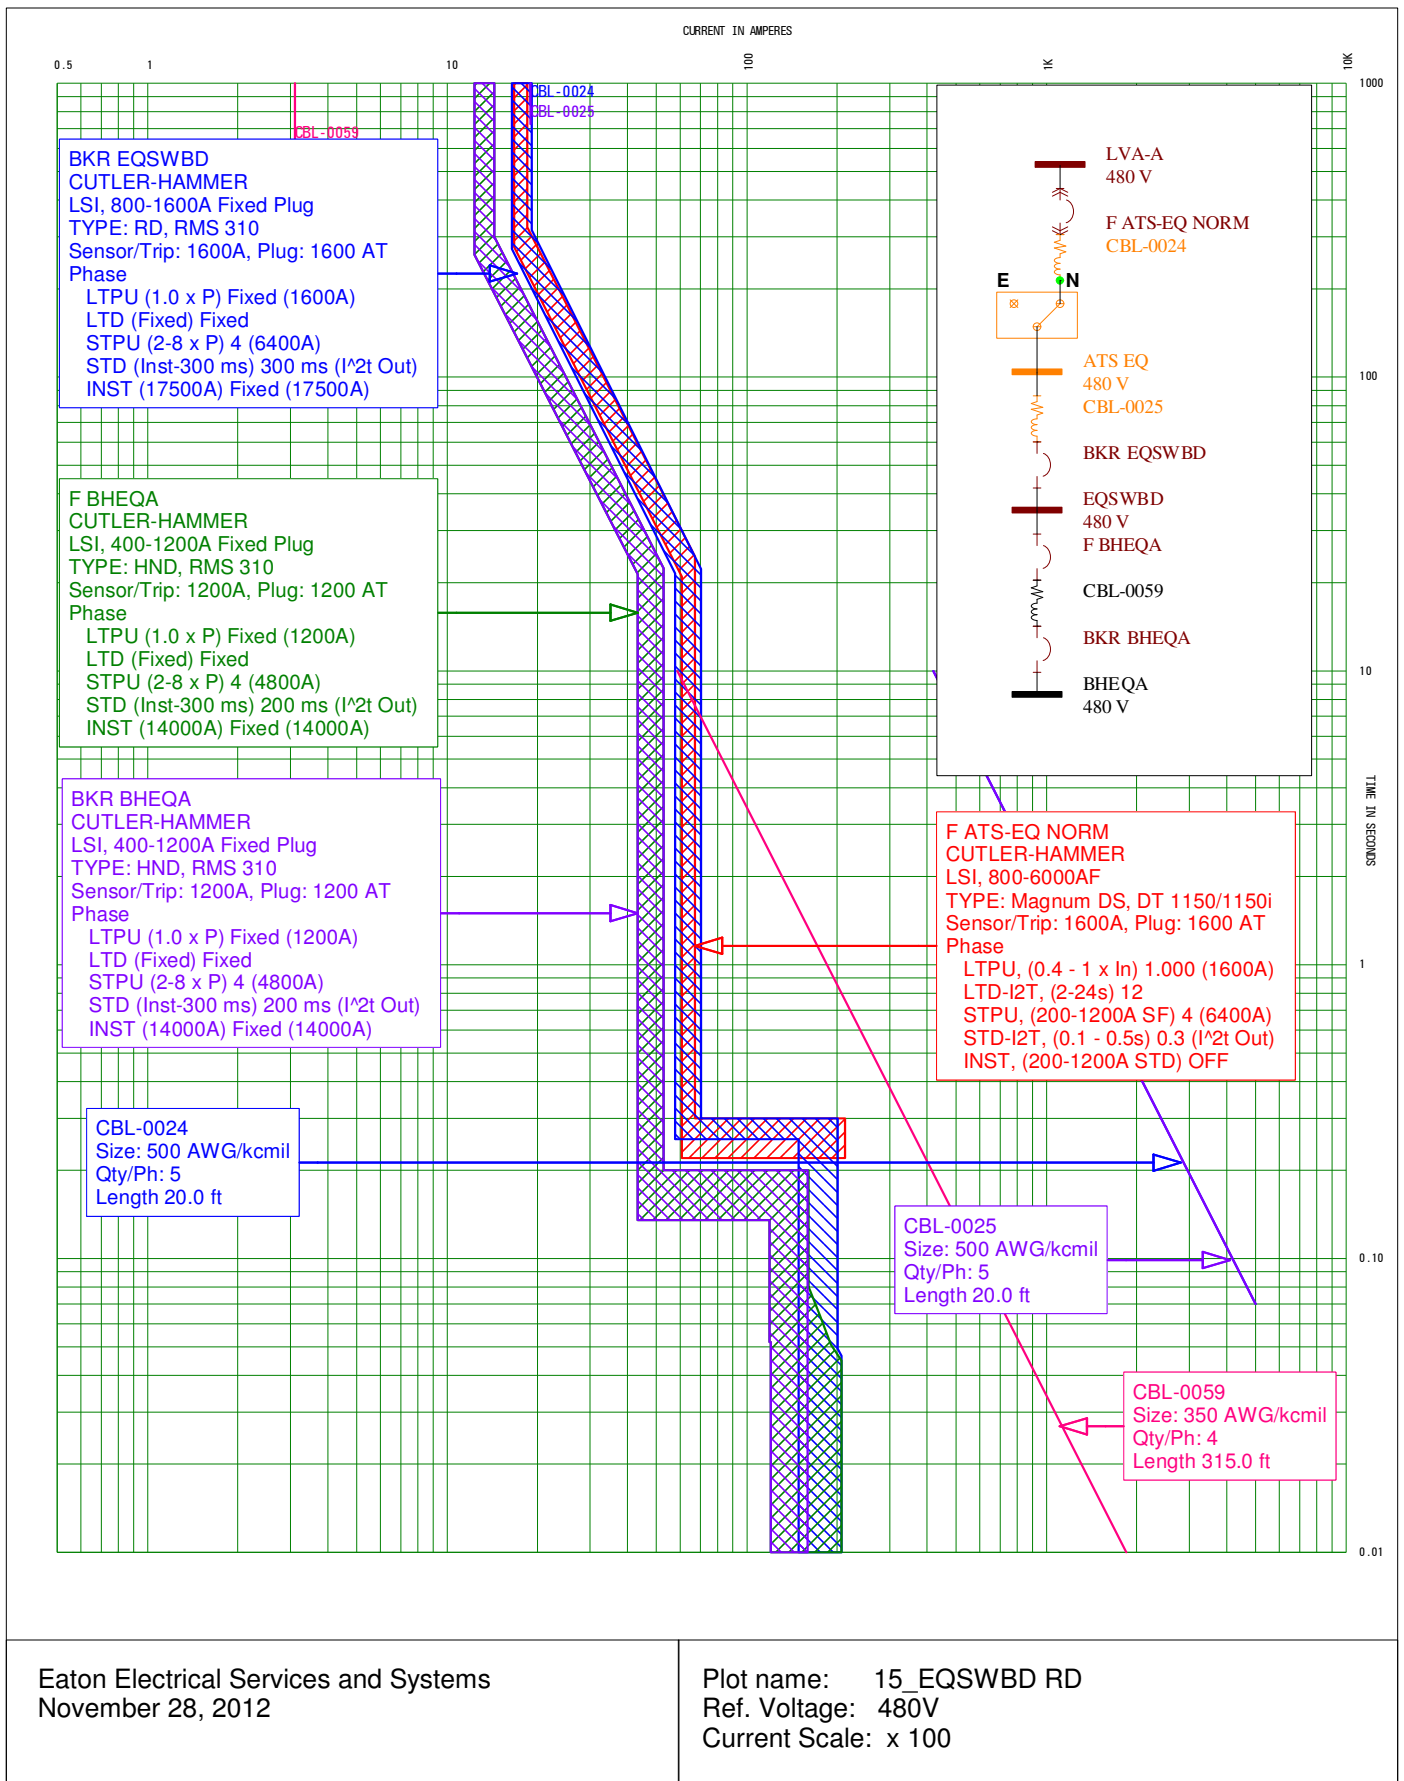 CURRENT IN AMPERES
0.5 1 10 100 1K 10K
CBL-0024
CBL-0025
CBL-0059
BKR EQSWBD
CUTLER-HAMMER
LSI, 800-1600A Fixed Plug
TYPE: RD, RMS 310
Sensor/Trip: 1600A, Plug: 1600 AT
Phase
LTPU (1.0 x P) Fixed (1600A)
LTD (Fixed) Fixed
STPU (2-8 x P) 4 (6400A)
STD (Inst-300 ms) 300 ms (I^2t Out)
INST (17500A) Fixed (17500A)
F BHEQA
CUTLER-HAMMER
LSI, 400-1200A Fixed Plug
TYPE: HND, RMS 310
Sensor/Trip: 1200A, Plug: 1200 AT
Phase
LTPU (1.0 x P) Fixed (1200A)
LTD (Fixed) Fixed
STPU (2-8 x P) 4 (4800A)
STD (Inst-300 ms) 200 ms (I^2t Out)
INST (14000A) Fixed (14000A)
BKR BHEQA
CUTLER-HAMMER
LSI, 400-1200A Fixed Plug
TYPE: HND, RMS 310
Sensor/Trip: 1200A, Plug: 1200 AT
Phase
LTPU (1.0 x P) Fixed (1200A)
LTD (Fixed) Fixed
STPU (2-8 x P) 4 (4800A)
STD (Inst-300 ms) 200 ms (I^2t Out)
INST (14000A) Fixed (14000A)
CBL-0024
Size: 500 AWG/kcmil
Qty/Ph: 5
Length 20.0 ft
LVA-A
480 V
F ATS-EQ NORM
CBL-0024
E N
ATS EQ
480 V
CBL-0025
BKR EQSWBD
EQSWBD
480 V
F BHEQA
CBL-0059
BKR BHEQA
BHEQA
480 V
F ATS-EQ NORM
CUTLER-HAMMER
LSI, 800-6000AF
TYPE: Magnum DS, DT 1150/1150i
Sensor/Trip: 1600A, Plug: 1600 AT
Phase
LTPU, (0.4 - 1 x In) 1.000 (1600A)
LTD-I2T, (2-24s) 12
STPU, (200-1200A SF) 4 (6400A)
STD-I2T, (0.1 - 0.5s) 0.3 (I^2t Out)
INST, (200-1200A STD) OFF
CBL-0025
Size: 500 AWG/kcmil
Qty/Ph: 5
Length 20.0 ft
CBL-0059
Size: 350 AWG/kcmil
Qty/Ph: 4
Length 315.0 ft
1000
100
10
1
0.10
0.01
TIME IN SECONDS
Eaton Electrical Services and Systems
November 28, 2012
Plot name: 15_EQSWBD RD
Ref. Voltage: 480V
Current Scale: x 100